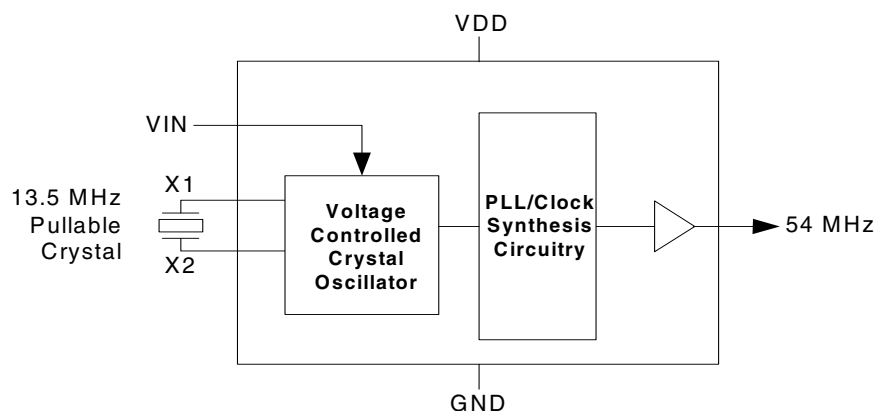 VDD
VIN
13.5 MHz
Pullable
Crystal
X1
X2
Voltage
Controlled
Crystal
Oscillator
PLL/Clock
Synthesis
Circuitry
54 MHz
GND